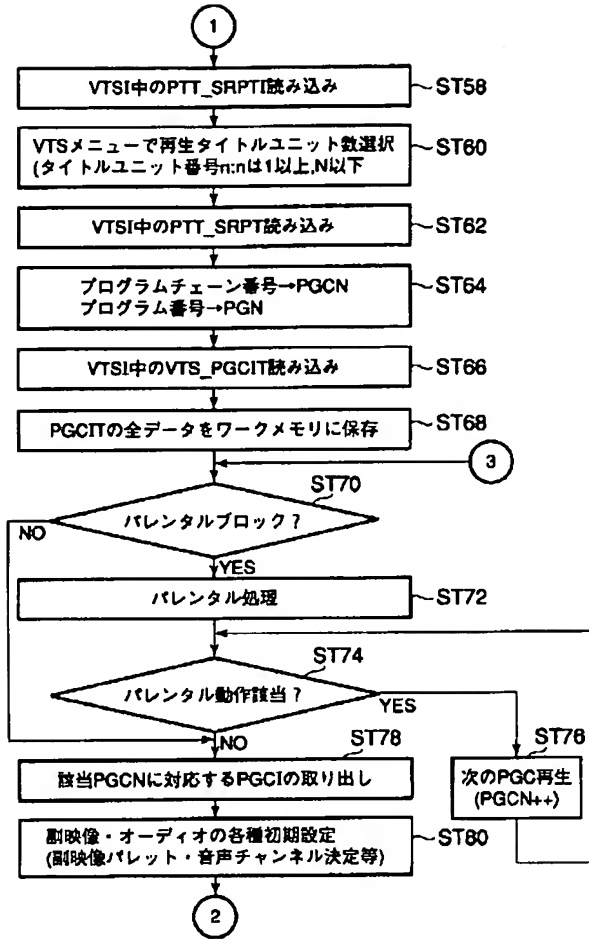 1
VTSI中のPTT_SRPTI読み込み
ST58
VTSメニューで再生タイトルユニット数選択
(タイトルユニット番号n:nは1以上,N以下
ST60
VTSI中のPTT_SRPT読み込み
ST62
プログラムチェーン番号→PGCN
プログラム番号→PGN
ST64
VTSI中のVTS_PGCIT読み込み
ST66
PGCITの全データをワークメモリに保存
ST68
3
ST70
パレンタルブロック?
NO
YES
パレンタル処理
ST72
ST74
パレンタル動作該当?
YES
NO
ST78
該当PGCNに対応するPGCIの取り出し
ST76
次のPGC再生
(PGCN++)
副映像・オーディオの各種初期設定
(副映像パレット・音声チャンネル決定等)
ST80
2